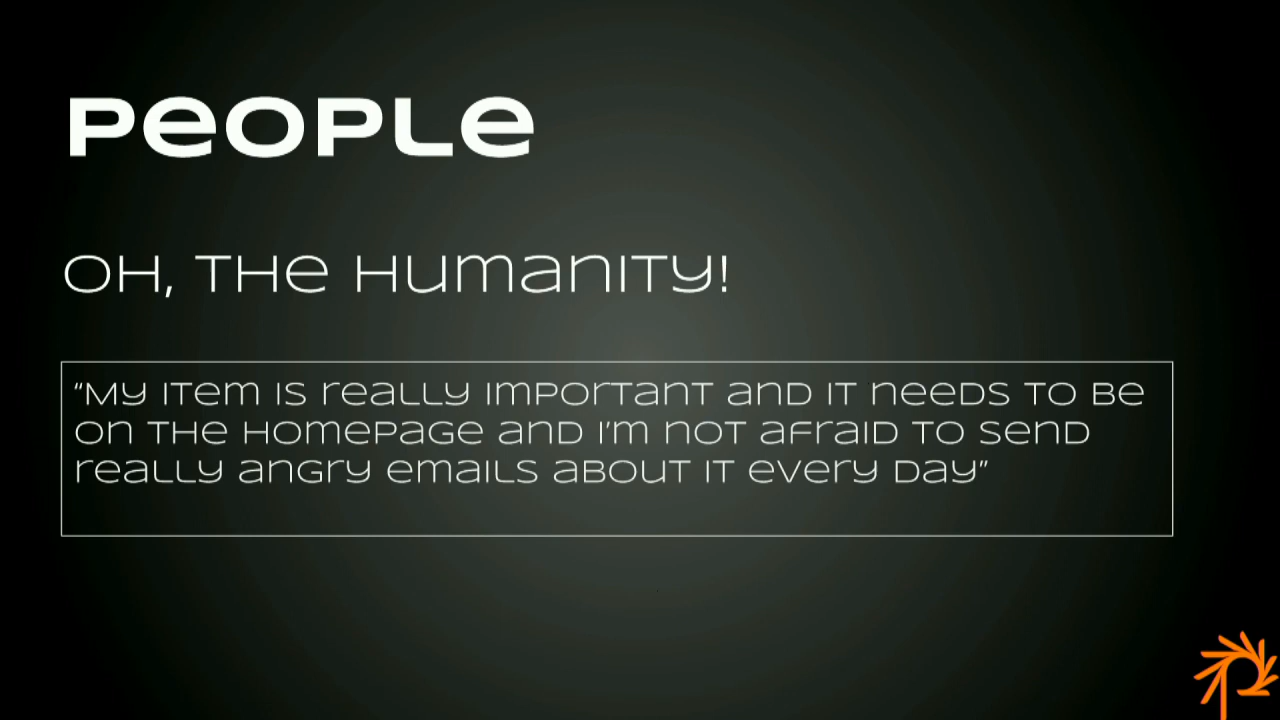 People
Oh, the humanity!
“My item is really important and it needs to be
on the homepage and I’m not afraid to send
really angry emails about it every day”